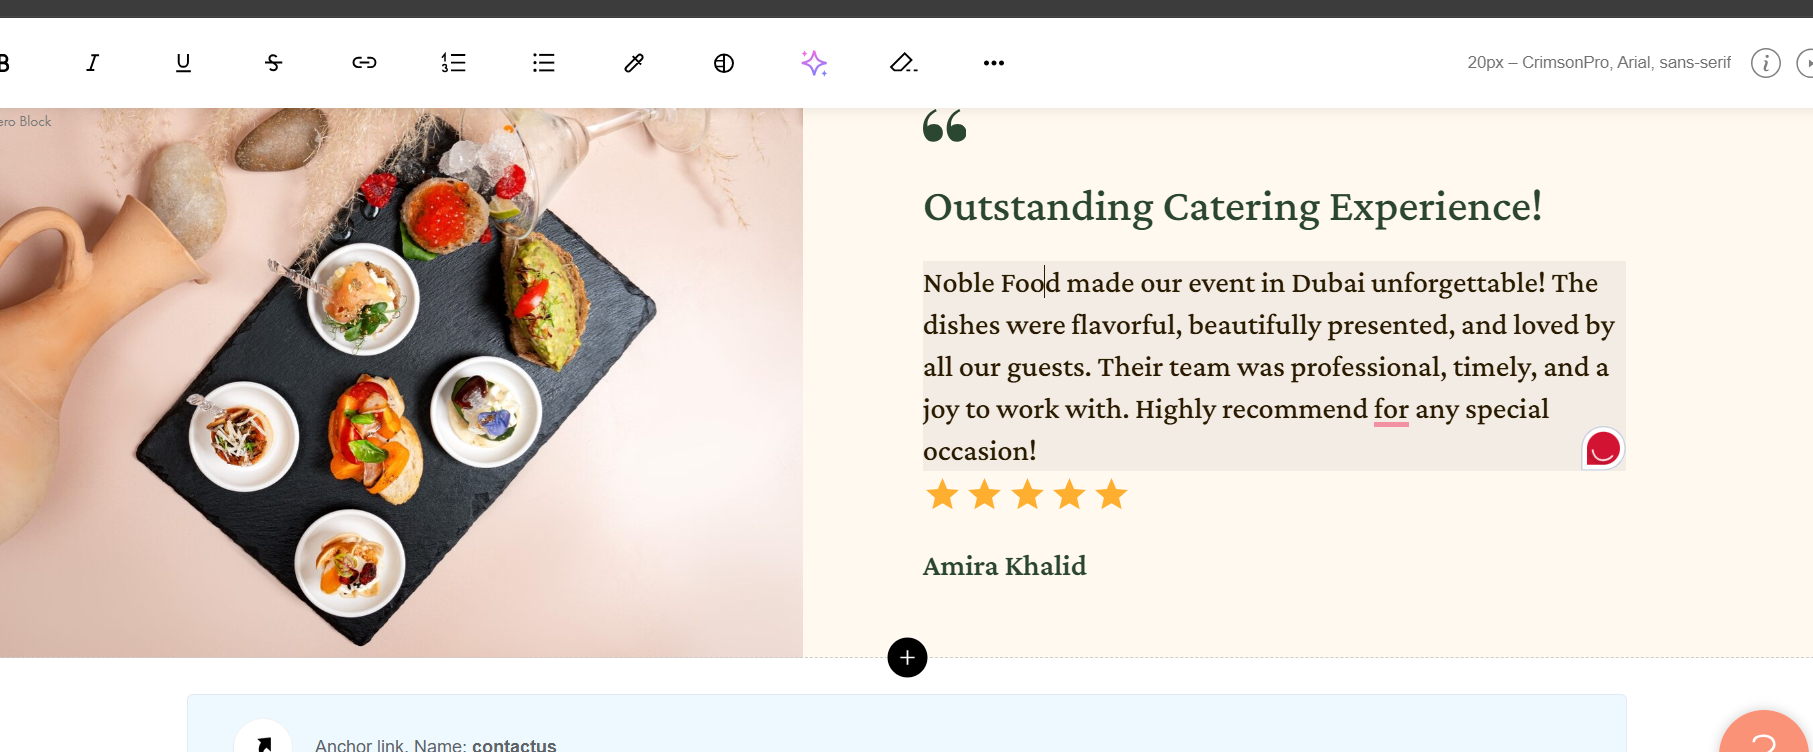 B I U S
20px – CrimsonPro, Arial, sans-serif
ero Block
“
Outstanding Catering Experience!
Noble Food made our event in Dubai unforgettable! The
dishes were flavorful, beautifully presented, and loved by
all our guests. Their team was professional, timely, and a
joy to work with. Highly recommend for any special
occasion!
Amira Khalid
Anchor link. Name: contactus